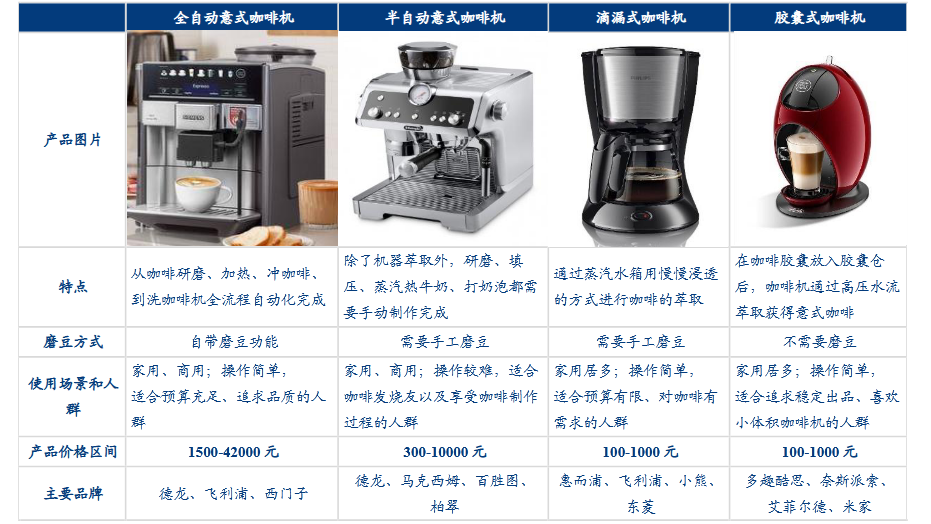 全自动意式咖啡机
半自动意式咖啡机
滴漏式咖啡机
胶囊式咖啡机
产品图片
Espresso
SIEMENS
PHILIPS
特点
从咖啡研磨、加热、冲咖啡、
到洗咖啡机全流程自动化完成
除了机器萃取外，研磨、填
压、蒸汽热牛奶、打奶泡都需
要手动制作完成
通过蒸汽水箱用慢慢浸透
的方式进行咖啡的萃取
在咖啡胶囊放入胶囊仓
后，咖啡机通过高压水流
萃取获得意式咖啡
磨豆方式
自带磨豆功能
需要手工磨豆
需要手工磨豆
不需要磨豆
使用场景和人
群
家用、商用；操作简单，
适合预算充足、追求品质的人
群
家用、商用；操作较难，适合
咖啡发烧友以及享受咖啡制作
过程的人群
家用居多；操作简单，
适合预算有限、对咖啡有
需求的人群
家用居多；操作简单，
适合追求稳定出品、喜欢
小体积咖啡机的人群
产品价格区间
1500-42000 元
300-10000 元
100-1000 元
100-1000 元
主要品牌
德龙、飞利浦、西门子
德龙、马克西姆、百胜图、
柏翠
惠而浦、飞利浦、小熊、
东菱
多趣酷思、奈斯派索、
艾菲尔德、米家